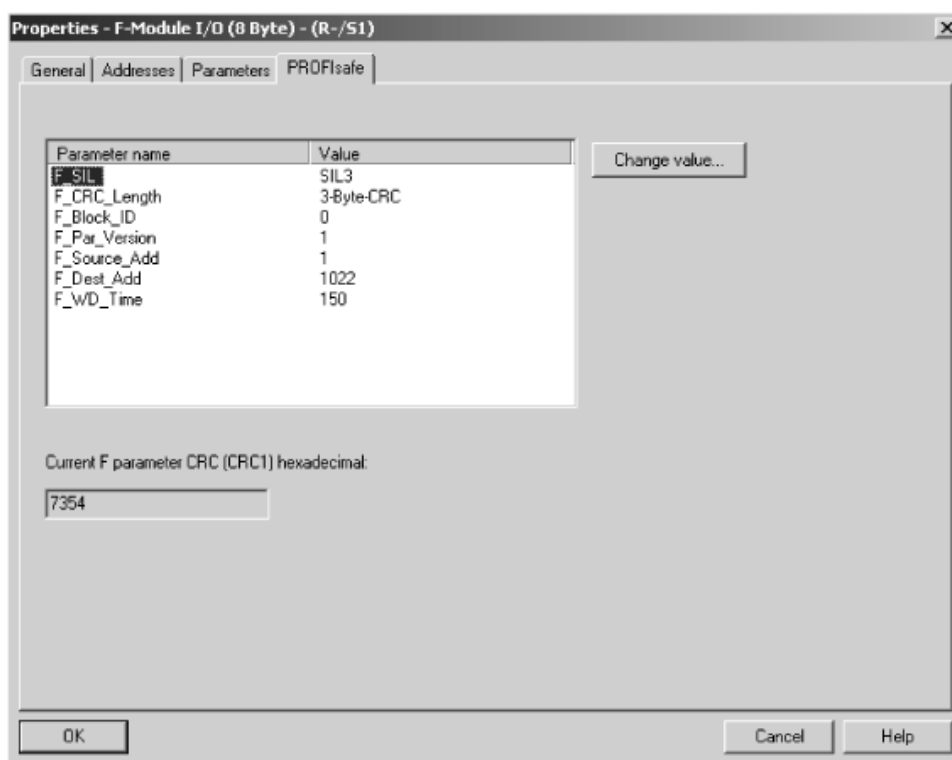 Properties - F-Module I/O (8 Byte) - (R-/S1)
General Addresses Parameters PROFIsafe
Parameter name Value
F_SIL SIL3
F_CRC_Length 3-Byte-CRC
F_Block_ID 0
F_Par_Version 1
F_Source_Add 1
F_Dest_Add 1022
F_WD_Time 150
Change value...
Current F parameter CRC (CRC1) hexadecimal:
7354
OK Cancel Help